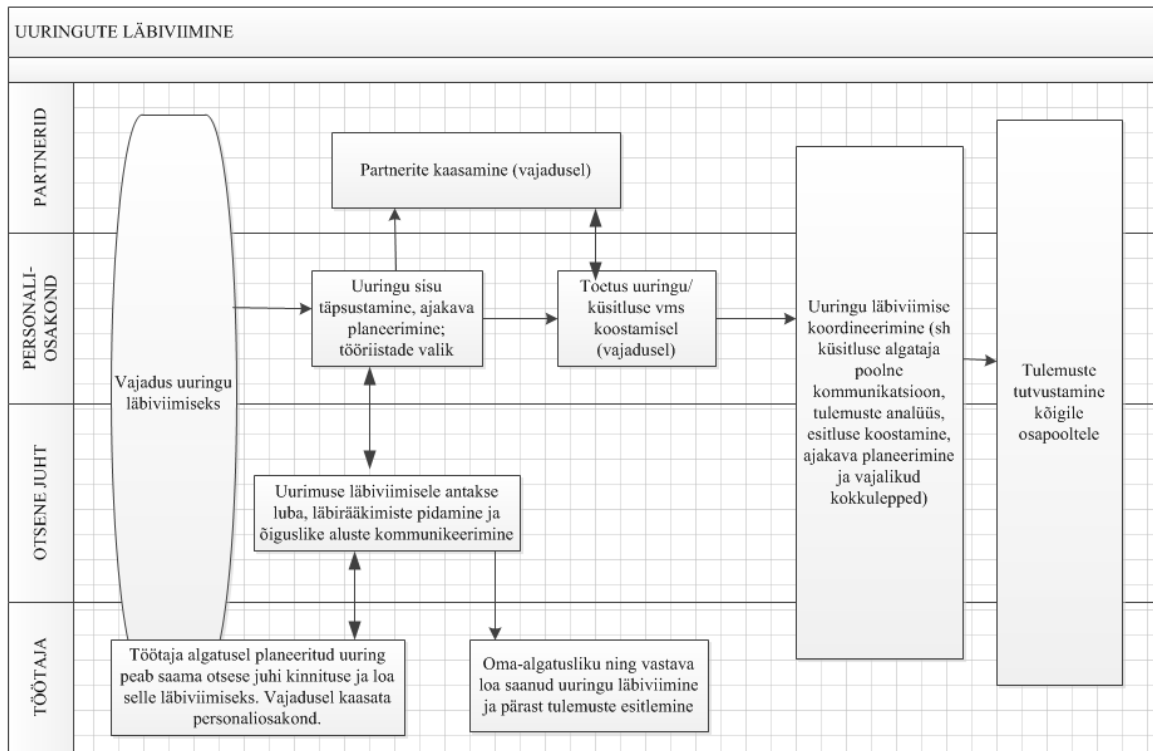 UURINGUTE LÄBIVIIMINE
PARTNERID
Partnerite kaasamine (vajadusel)
PERSONALI-
OSAKOND
Vajadus uuringu
läbiviimiseks
Uuringu sisu
täpsustamine, ajakava
planeerimine;
tööriistade valik
Toetus uuringu/
küsitluse vms
koostamisel
(vajadusel)
Uuringu läbiviimise
koordineerimine (sh
küsitluse algataja
poolne
kommunikatsioon,
tulemuste analüüs,
esitluse koostamine,
ajakava planeerimine
ja vajalikud
kokkulepped)
Tulemuste
tutvustamine
kõigile
osapooltele
OTSENE JUHT
Uurimuse läbiviimisele antakse
luba, läbirääkimiste pidamine ja
õiguslike aluste kommunikeerimine
TÖÖTAJA
Töötaja algatusel planeeritud uuring
peab saama otsese juhi kinnituse ja loa
selle läbiviimiseks. Vajadusel kaasata
personaliosakond.
Oma-algatusliku ning vastava
loa saanud uuringu läbiviimine
ja pärast tulemuste esitlemine